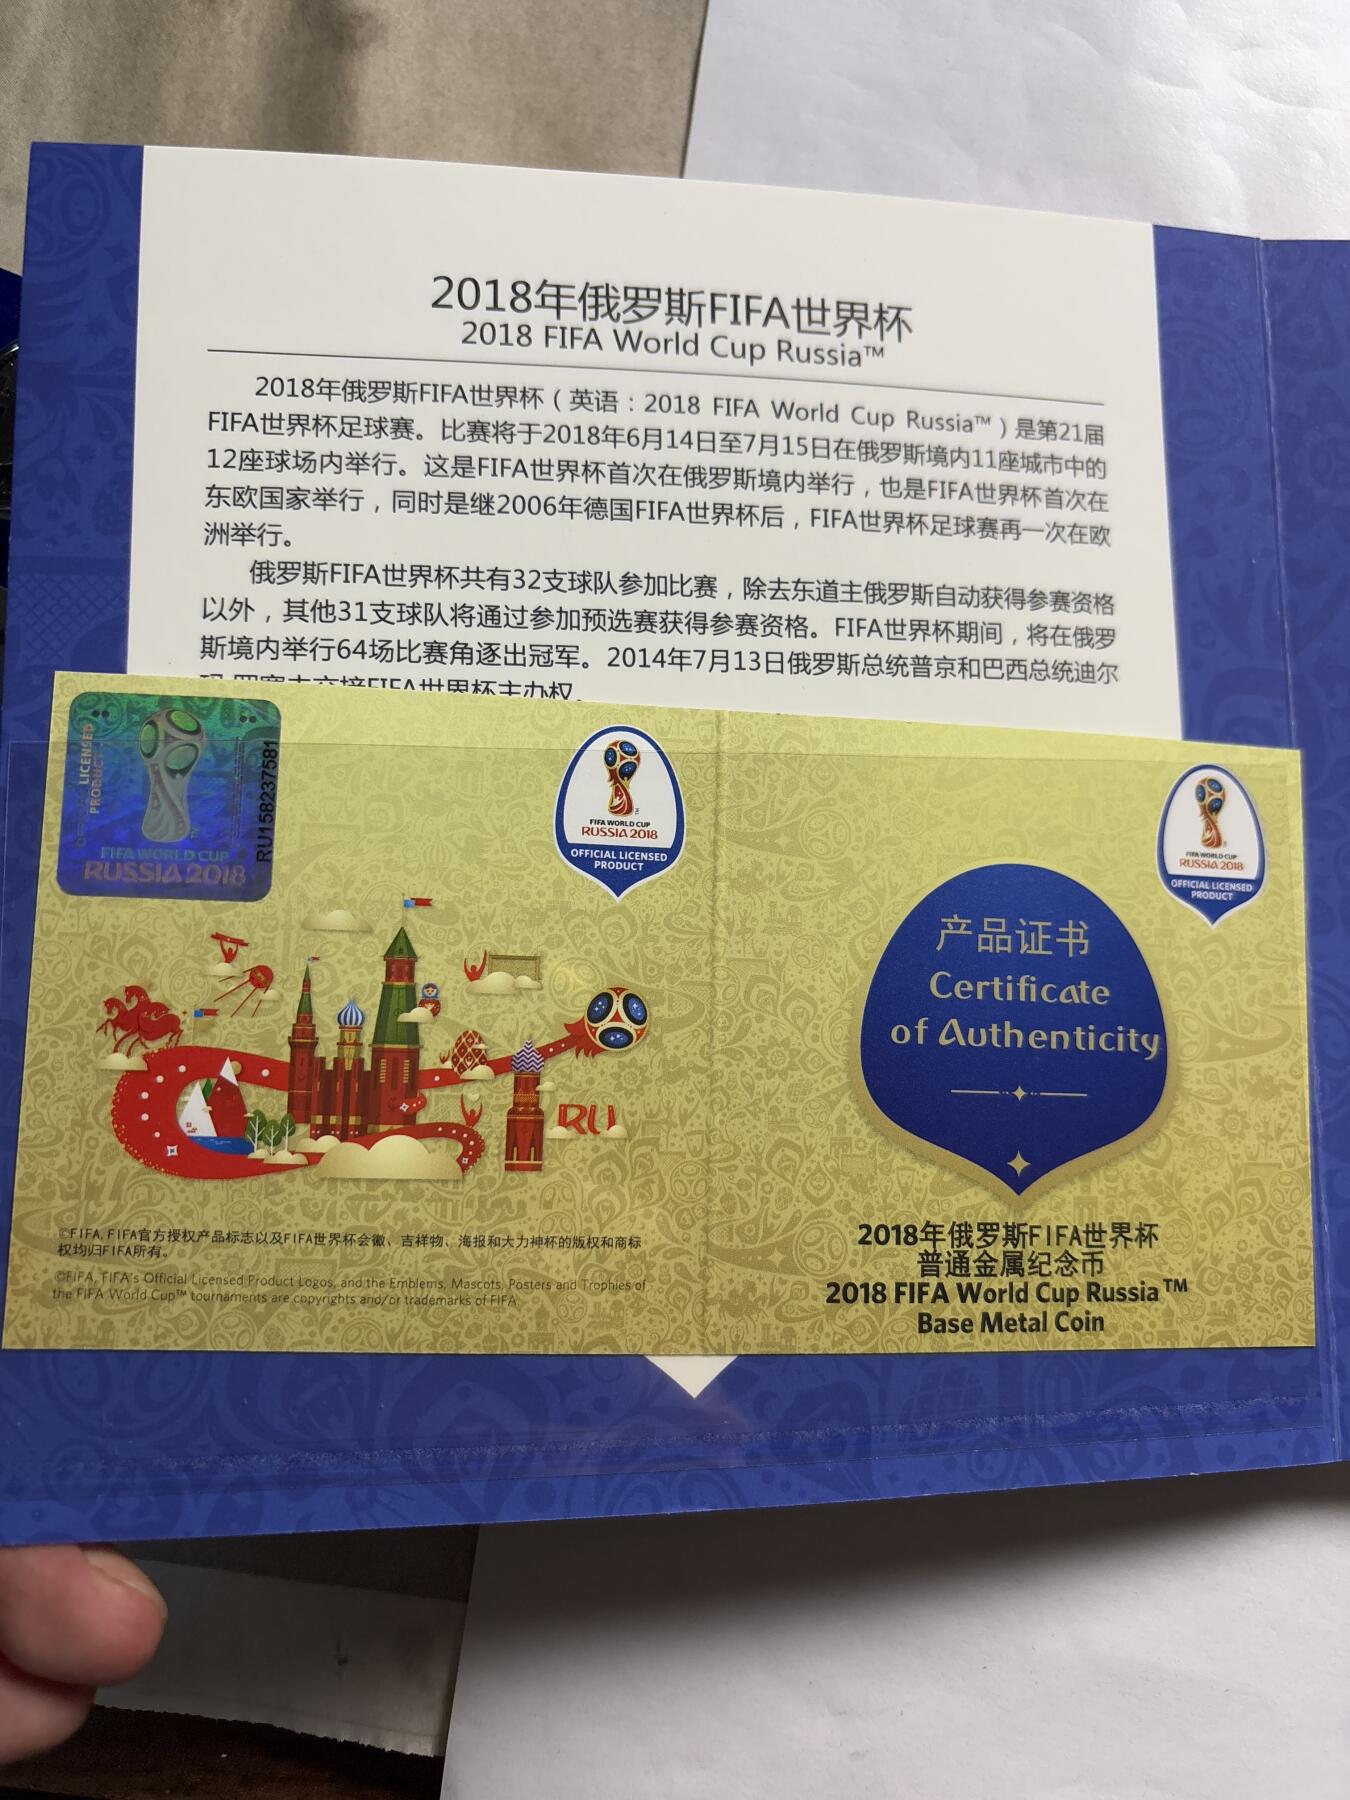 2018年俄罗斯FIFA世界杯
2018 FIFA World Cup Russia™
2018年俄罗斯FIFA世界杯（英语：2018 FIFA World Cup Russia™）是第21届
FIFA世界杯足球赛。比赛将于2018年6月14日至7月15日在俄罗斯境内11座城市中的
12座球场内举行。这是FIFA世界杯首次在俄罗斯境内举行，也是FIFA世界杯首次在
东欧国家举行，同时是继2006年德国FIFA世界杯后，FIFA世界杯足球赛再一次在欧
洲举行。
俄罗斯FIFA世界杯共有32支球队参加比赛，除去东道主俄罗斯自动获得参赛资格
以外，其他31支球队将通过参加预选赛获得参赛资格。FIFA世界杯期间，将在俄罗
斯境内举行64场比赛角逐出冠军。2014年7月13日俄罗斯总统普京和巴西总统迪尔
交接FIFA世界杯主办权。
OFFICIAL LICENSED
PRODUCT
RU158237581
FIFA WORLD CUP
RUSSIA 2018
FIFA WORLD CUP
RUSSIA 2018
OFFICIAL LICENSED
PRODUCT
RU
©FIFA, FIFA官方授权产品标志以及FIFA世界杯会徽、吉祥物、海报和大力神杯的版权和商标
权均归FIFA所有。
©FIFA, FIFA's Official Licensed Product Logos, and the Emblems, Mascots, Posters and Trophies of
the FIFA World Cup™ tournaments are copyrights and/or trademarks of FIFA.
FIFA WORLD CUP
RUSSIA 2018
OFFICIAL LICENSED
PRODUCT
产品证书
Certificate
of Authenticity
2018年俄罗斯FIFA世界杯
普通金属纪念币
2018 FIFA World Cup Russia™
Base Metal Coin